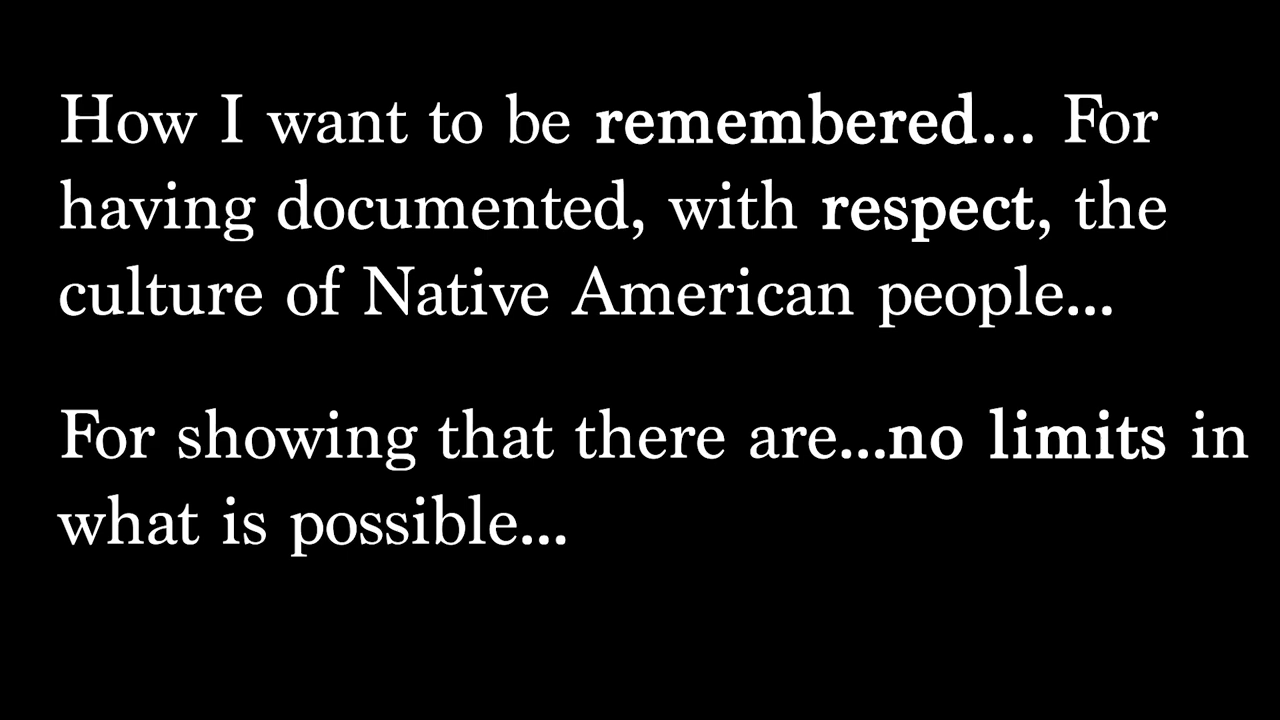 How I want to be remembered... For
having documented, with respect, the
culture of Native American people...
For showing that there are...no limits in
what is possible...